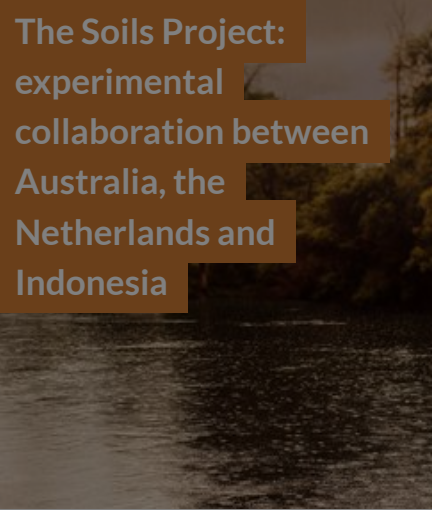 The Soils Project:
experimental
collaboration between
Australia, the
Netherlands and
Indonesia